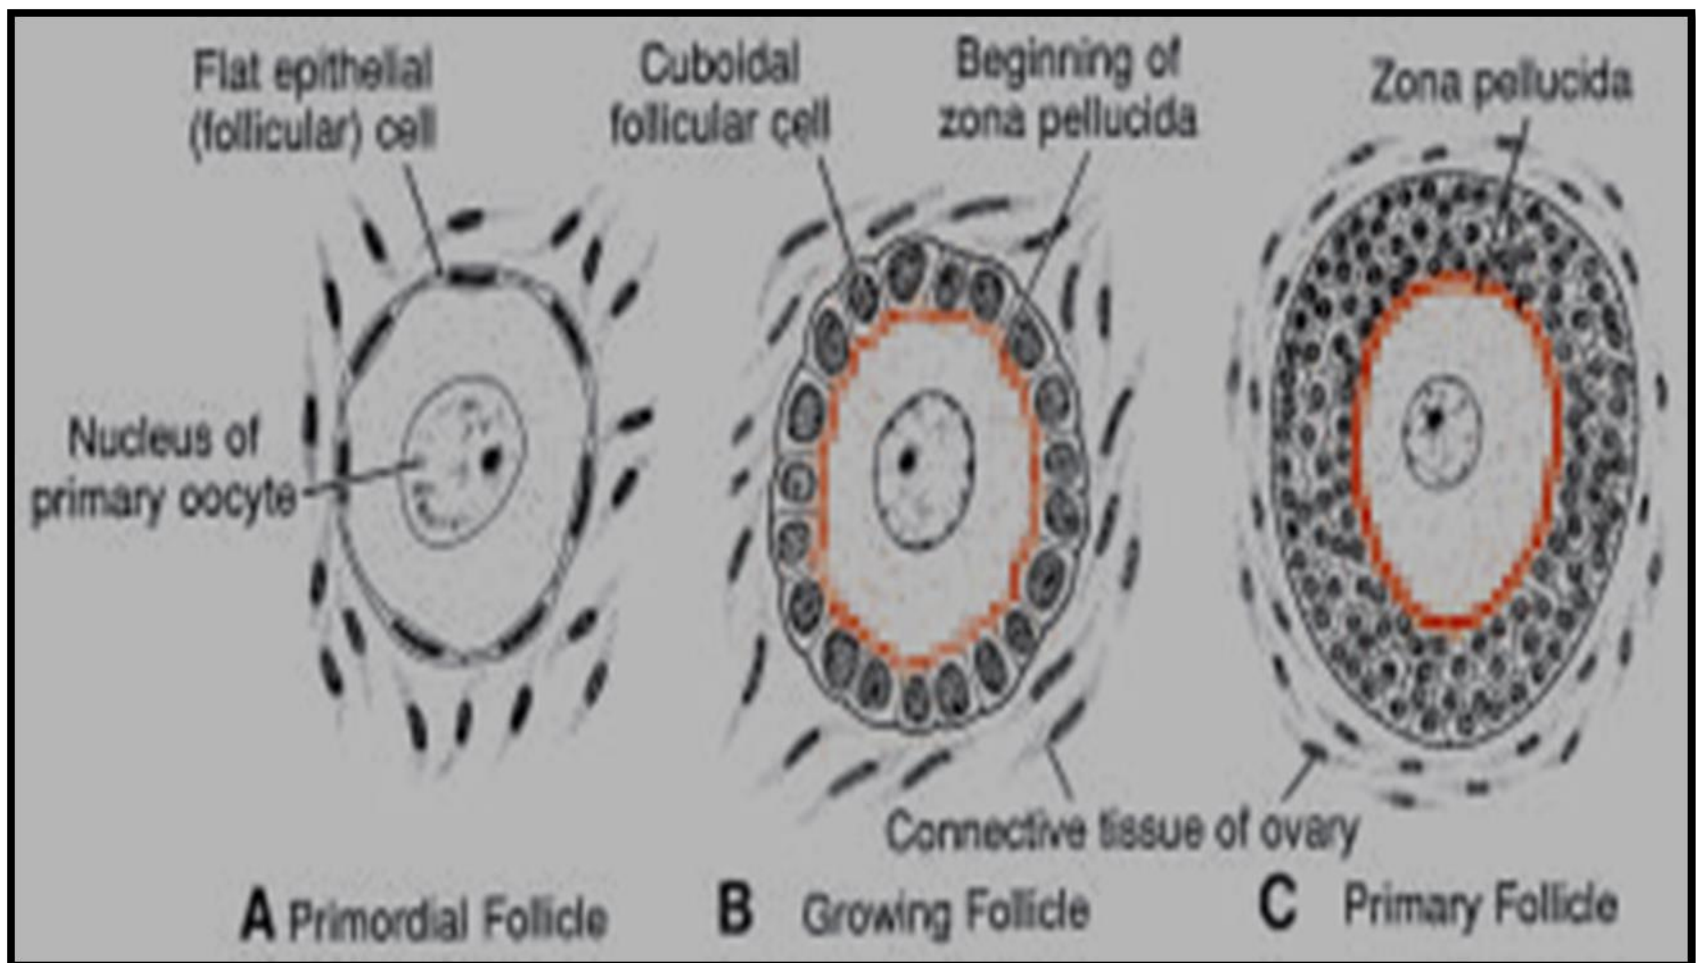 Flat epithelial
(follicular) cell
Cuboidal
follicular cell
Beginning of
zona pellucida
Zona pellucida
Nucleus of
primary oocyte
Connective tissue of ovary
A Primordial Follicle
B Growing Follicle
C Primary Follicle